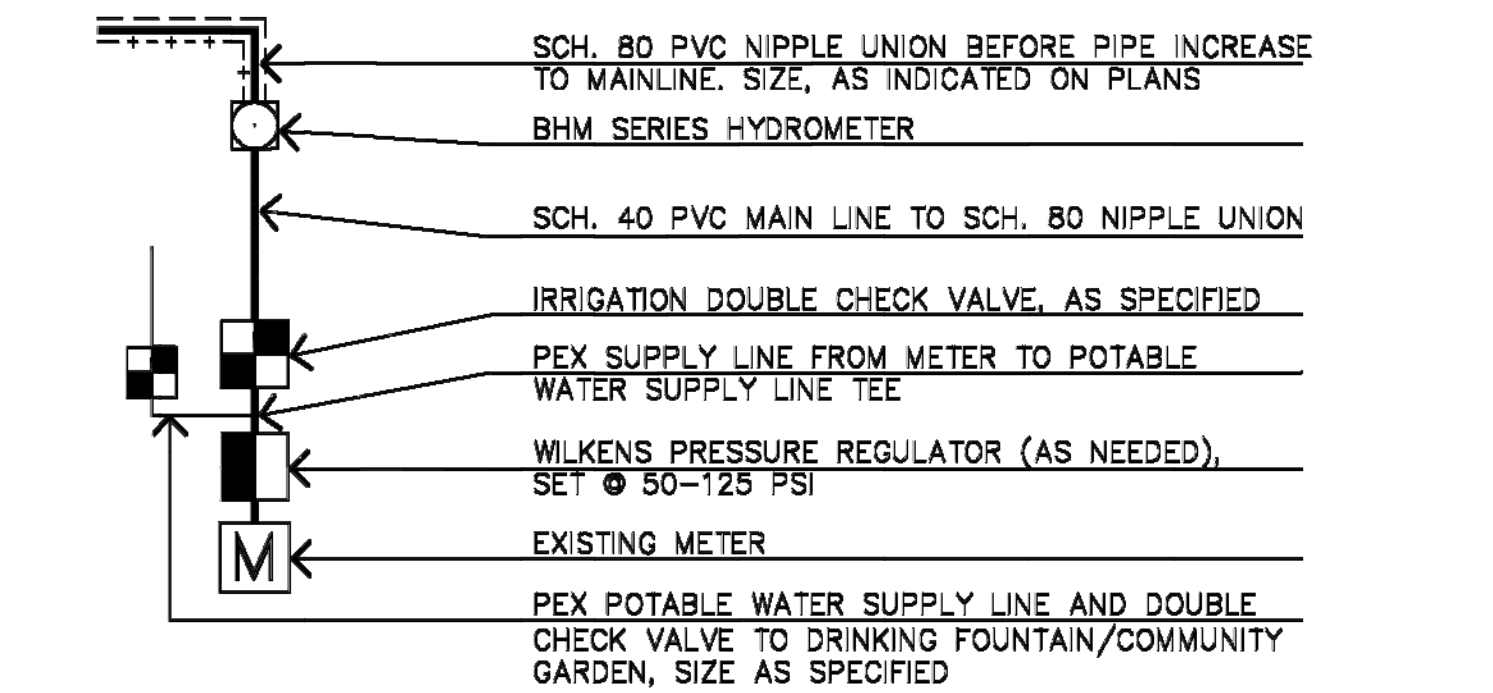 SCH. 80 PVC NIPPLE UNION BEFORE PIPE INCREASE
TO MAINLINE. SIZE, AS INDICATED ON PLANS
BHM SERIES HYDROMETER
SCH. 40 PVC MAIN LINE TO SCH. 80 NIPPLE UNION
IRRIGATION DOUBLE CHECK VALVE, AS SPECIFIED
PEX SUPPLY LINE FROM METER TO POTABLE
WATER SUPPLY LINE TEE
WILKENS PRESSURE REGULATOR (AS NEEDED),
SET @ 50-125 PSI
M
EXISTING METER
PEX POTABLE WATER SUPPLY LINE AND DOUBLE
CHECK VALVE TO DRINKING FOUNTAIN/COMMUNITY
GARDEN, SIZE AS SPECIFIED